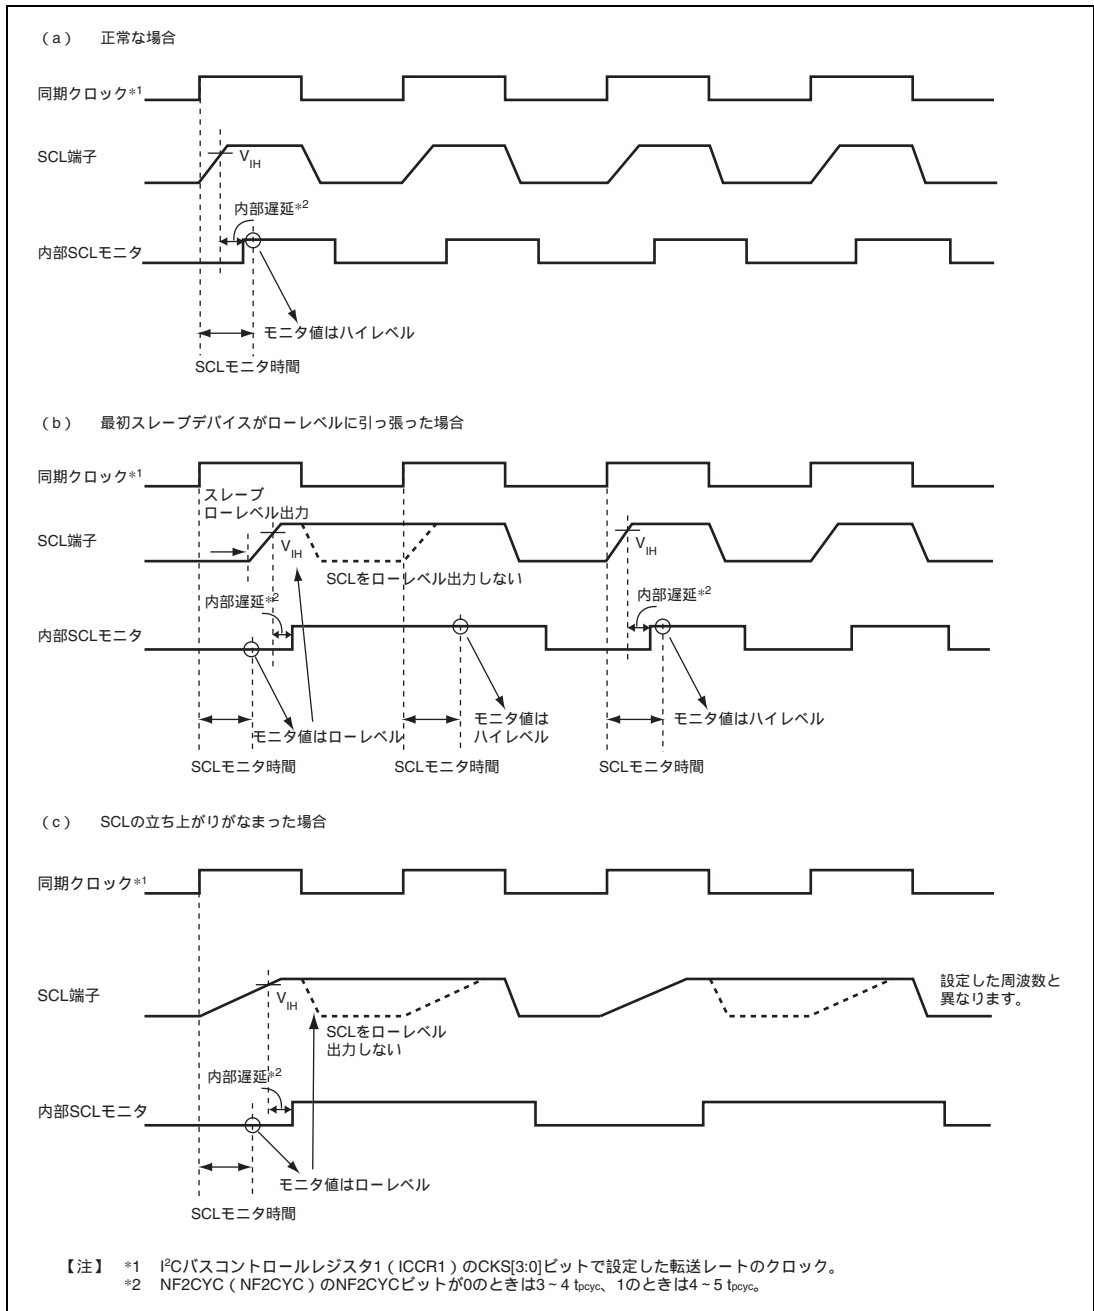 (a) 正常な場合
同期クロック*1
SCL端子
VIH
内部遅延*2
内部SCLモニタ
モニタ値はハイレベル
SCLモニタ時間
(b) 最初スレーブデバイスがローレベルに引っ張った場合
同期クロック*1
スレーブ
ローレベル出力
SCL端子
VIH
VIH
SCLをローレベル出力しない
内部遅延*2
内部遅延*2
内部SCLモニタ
モニタ値はローレベル
モニタ値は
ハイレベル
モニタ値はハイレベル
SCLモニタ時間
SCLモニタ時間
SCLモニタ時間
(c) SCLの立ち上がりがなまった場合
同期クロック*1
SCL端子
VIH
設定した周波数と
異なります。
SCLをローレベル
出力しない
内部遅延*2
内部SCLモニタ
モニタ値はローレベル
SCLモニタ時間
【注】 *1 I²Cバスコントロールレジスタ1(ICCR1)のCKS[3:0]ビットで設定した転送レートのクロック。
*2 NF2CYC(NF2CYC)のNF2CYCビットが0のときは3~4 tpcyc、1のときは4~5 tpcyc。